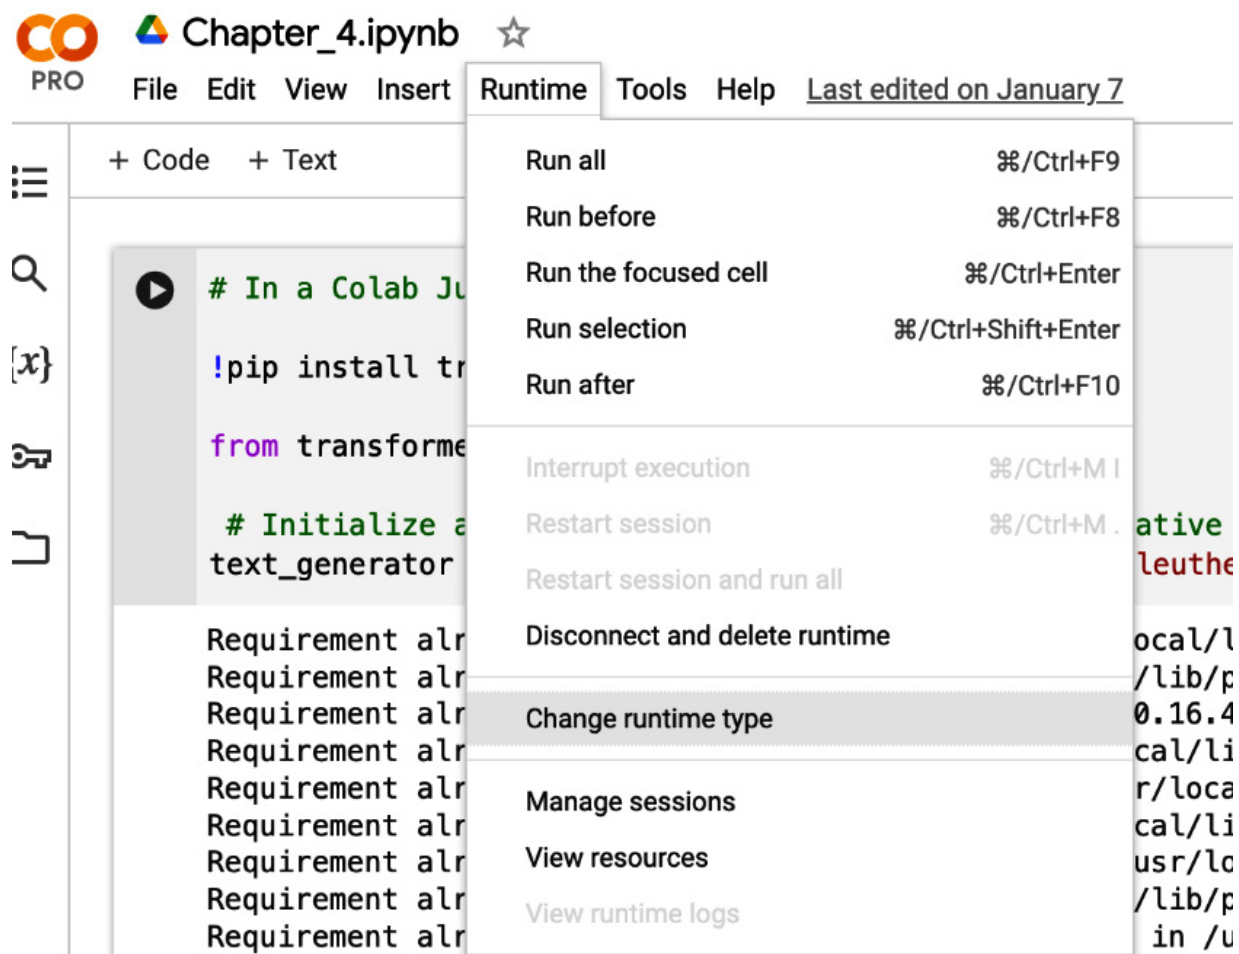 Chapter_4.ipynb
PRO
File Edit View Insert Runtime Tools Help Last edited on January 7
+ Code + Text
Run all ⌘/Ctrl+F9
Run before ⌘/Ctrl+F8
Run the focused cell ⌘/Ctrl+Enter
Run selection ⌘/Ctrl+Shift+Enter
Run after ⌘/Ctrl+F10
Interrupt execution ⌘/Ctrl+M I
Restart session ⌘/Ctrl+M .
Restart session and run all
Disconnect and delete runtime
Change runtime type
Manage sessions
View resources
View runtime logs
{x}
# In a Colab Ju
!pip install tr
from transforme
# Initialize a ative
text_generator leuthe
Requirement alr ocal/l
Requirement alr /lib/p
Requirement alr 0.16.4
Requirement alr cal/li
Requirement alr r/loca
Requirement alr cal/li
Requirement alr usr/lo
Requirement alr /lib/p
Requirement alr in /u